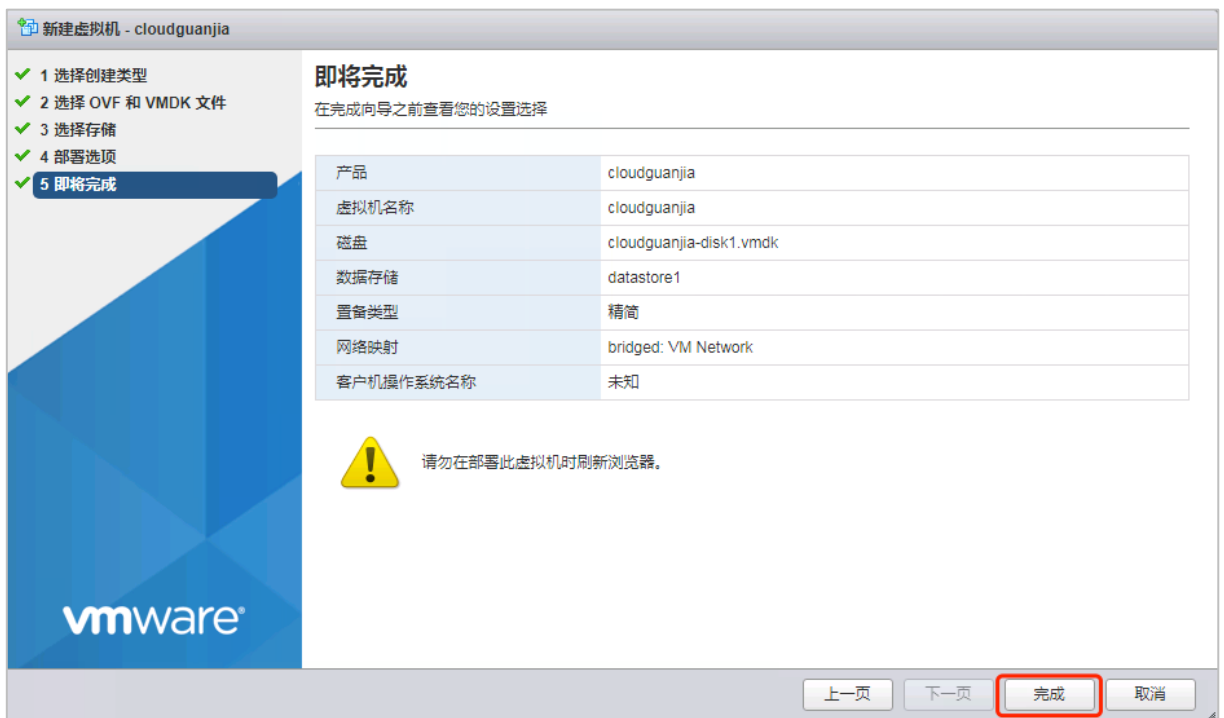 新建虚拟机 - cloudguanjia
1 选择创建类型
2 选择 OVF 和 VMDK 文件
3 选择存储
4 部署选项
5 即将完成
即将完成
在完成向导之前查看您的设置选择
产品 cloudguanjia
虚拟机名称 cloudguanjia
磁盘 cloudguanjia-disk1.vmdk
数据存储 datastore1
置备类型 精简
网络映射 bridged: VM Network
客户机操作系统名称 未知
请勿在部署此虚拟机时刷新浏览器。
vmware®
上一页 下一页 完成 取消